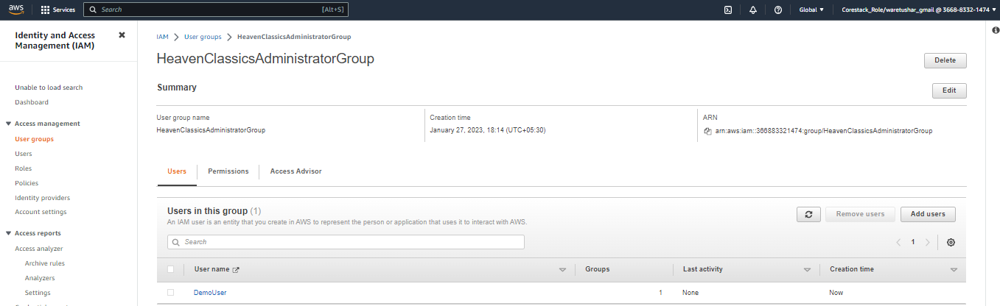 aws Services Search [Alt+S] Global Corestack_Role/waretushar_gmail @ 3668-8332-1474
Identity and Access
Management (IAM)
Unable to load search
Dashboard
Access management
User groups
Users
Roles
Policies
Identity providers
Account settings
Access reports
Access analyzer
Archive rules
Analyzers
Settings
IAM > User groups > HeavenClassicsAdministratorGroup
HeavenClassicsAdministratorGroup
Delete
Summary
Edit
User group name
HeavenClassicsAdministratorGroup
Creation time
January 27, 2023, 18:14 (UTC+05:30)
ARN
arn:aws:iam::366883321474:group/HeavenClassicsAdministratorGroup
Users Permissions Access Advisor
Users in this group (1)
An IAM user is an entity that you create in AWS to represent the person or application that uses it to interact with AWS.
Remove users Add users
Search
1
User name Groups Last activity Creation time
DemoUser 1 None Now